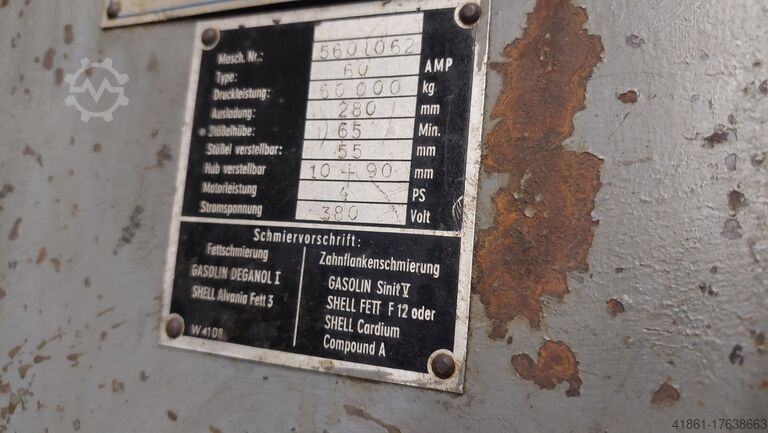 Masch. Nr.: 5601062
Type: 60 AMP
Druckleistung: 60 000 kg
Ausladung: 280 mm
Stößelhübe: 65 Min.
Stößel verstellbar: 55 mm
Hub verstellbar 10 ÷ 90 mm
Motorleistung 4 PS
Stromspannung 380 Volt
Schmiervorschrift:
Fettschmierung
GASOLIN DEGANOL I
SHELL Alvania Fett 3
W 4108
Zahnflankenschmierung
GASOLIN Sinit V
SHELL FETT F 12 oder
SHELL Cardium
Compound A
41861-17638663